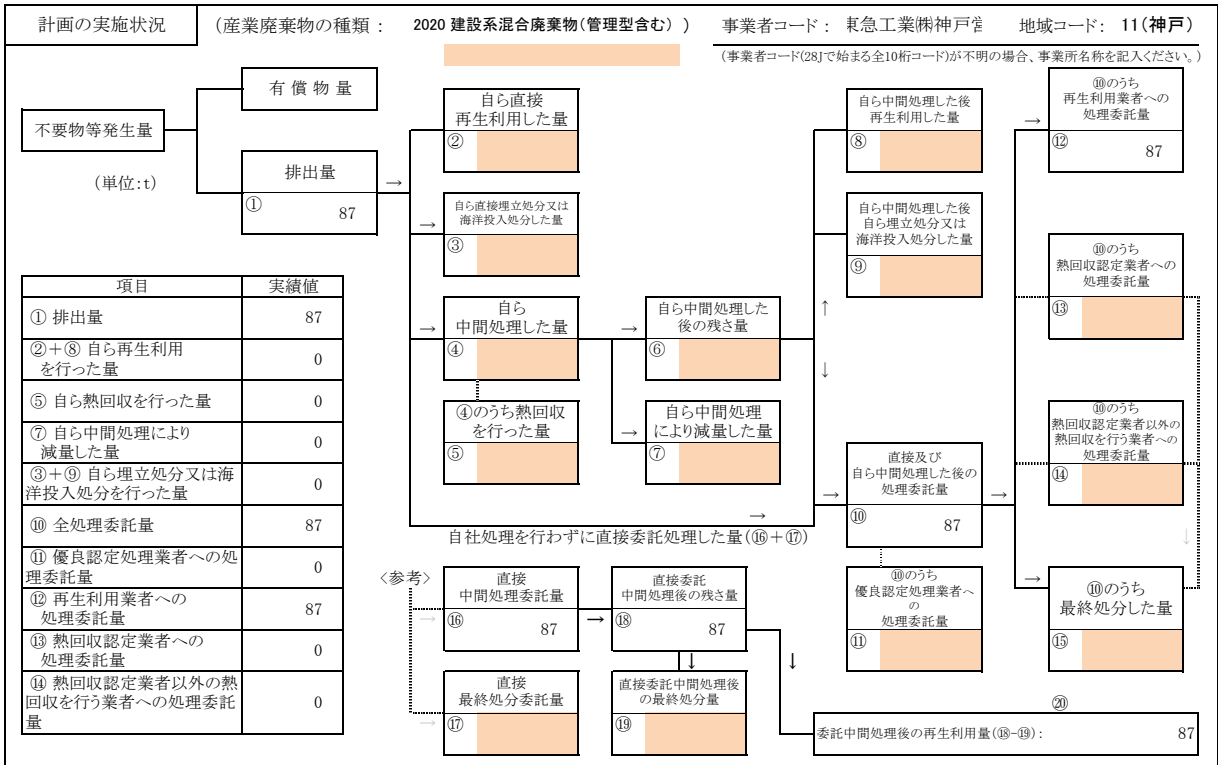 計画の実施状況
(産業廃棄物の種類： 2020 建設系混合廃棄物(管理型含む) )
事業者コード： 東急工業㈱神戸営
地域コード： 11(神戸)
(事業者コード(28Jで始まる全10桁コード)が不明の場合、事業所名称を記入ください。)
不要物等発生量
(単位:t)
有償物量
排出量
→
① 87
自ら直接
再生利用した量
②
→
自ら直接埋立処分又は
海洋投入処分した量
③
→
自ら
中間処理した量
④
④のうち熱回収
を行った量
⑤
→
自ら中間処理した
後の残さ量
⑥
→
自ら中間処理
により減量した量
⑦
自ら中間処理した後
再生利用した量
⑧
自ら中間処理した後
自ら埋立処分又は
海洋投入処分した量
⑨
↑
↓
→
直接及び
自ら中間処理した後の
処理委託量
→
⑩ 87
⑩のうち
優良認定処理業者へ
の
処理委託量
⑪
→
⑩のうち
再生利用業者への
処理委託量
⑫ 87
⑩のうち
熱回収認定業者への
処理委託量
⑬
⑩のうち
熱回収認定業者以外の
熱回収を行う業者への
処理委託量
⑭
↓
→
⑩のうち
最終処分した量
⑮
→
自社処理を行わずに直接委託処理した量(⑯＋⑰)
〈参考〉
直接
中間処理委託量
→
⑯ 87
→
直接委託
中間処理後の残さ量
⑱ 87
↓
↓
直接
最終処分委託量
→
⑰
直接委託中間処理後
の最終処分量
⑲
⑳
委託中間処理後の再生利用量(⑱-⑲)： 87
項目 実績値
① 排出量 87
②＋⑧ 自ら再生利用
を行った量 0
⑤ 自ら熱回収を行った量 0
⑦ 自ら中間処理により
減量した量 0
③＋⑨ 自ら埋立処分又は海
洋投入処分を行った量 0
⑩ 全処理委託量 87
⑪ 優良認定処理業者への処
理委託量 0
⑫ 再生利用業者への
処理委託量 87
⑬ 熱回収認定業者への
処理委託量 0
⑭ 熱回収認定業者以外の熱
回収を行う業者への処理委託
量 0